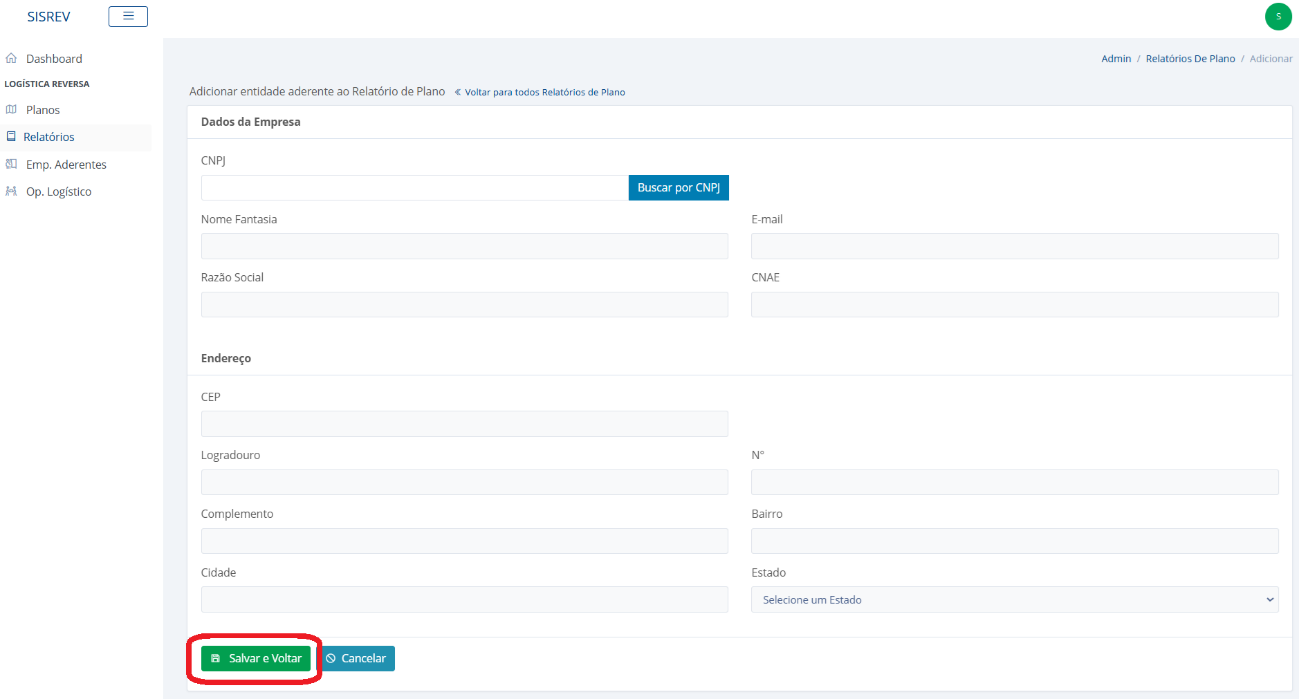 SISREV
S
Dashboard
LOGÍSTICA REVERSA
Planos
Relatórios
Emp. Aderentes
Op. Logístico
Admin / Relatórios De Plano / Adicionar
Adicionar entidade aderente ao Relatório de Plano « Voltar para todos Relatórios de Plano
Dados da Empresa
CNPJ
Buscar por CNPJ
Nome Fantasia
E-mail
Razão Social
CNAE
Endereço
CEP
Logradouro
Nº
Complemento
Bairro
Cidade
Estado
Selecione um Estado
Salvar e Voltar
Cancelar